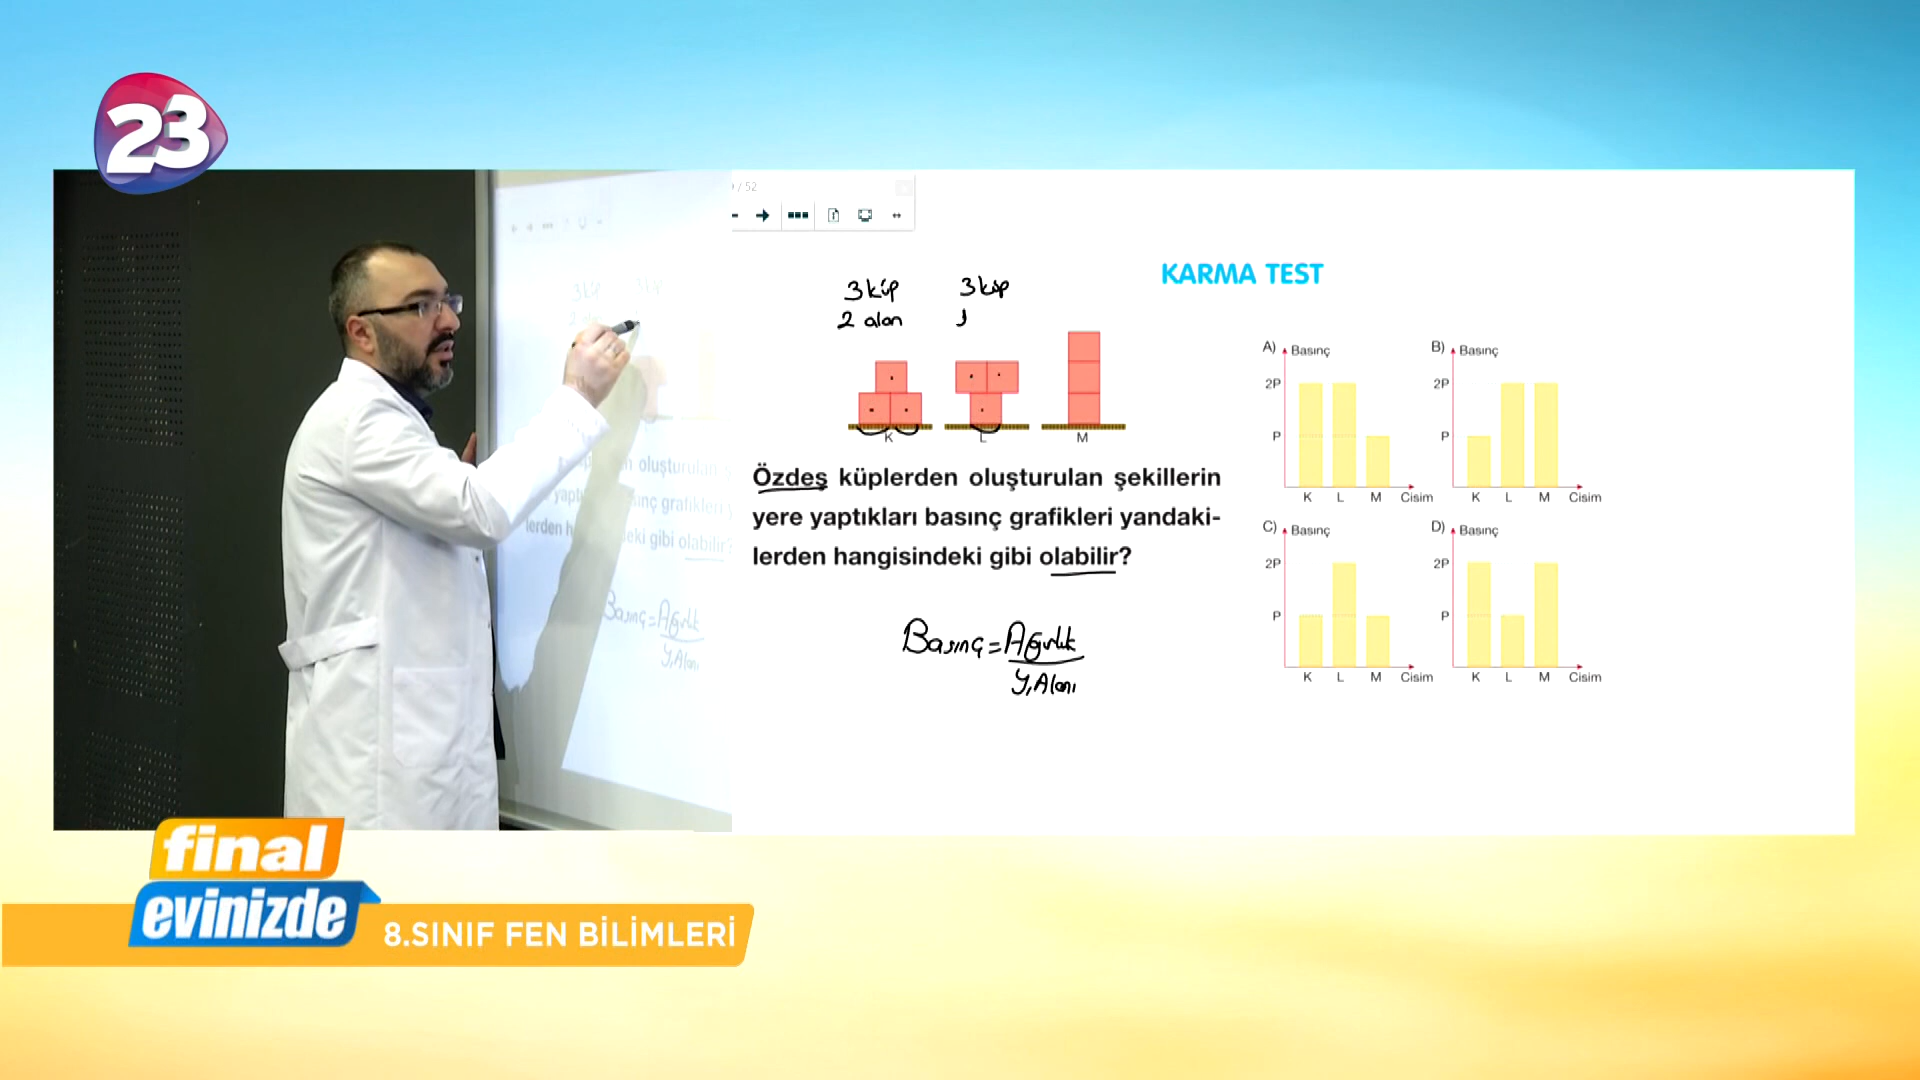 23
9 / 52
KARMA TEST
3 küp
2 alan
3 küp
1
K
L
M
Özdeş küplerden oluşturulan şekillerin
yere yaptıkları basınç grafikleri yandaki-
lerden hangisindeki gibi olabilir?
Basınç = Ağırlık
Y. Alanı
A) Basınç
2P
P
K L M Cisim
B) Basınç
2P
P
K L M Cisim
C) Basınç
2P
P
K L M Cisim
D) Basınç
2P
P
K L M Cisim
final
evinizde
8.SINIF FEN BİLİMLERİ